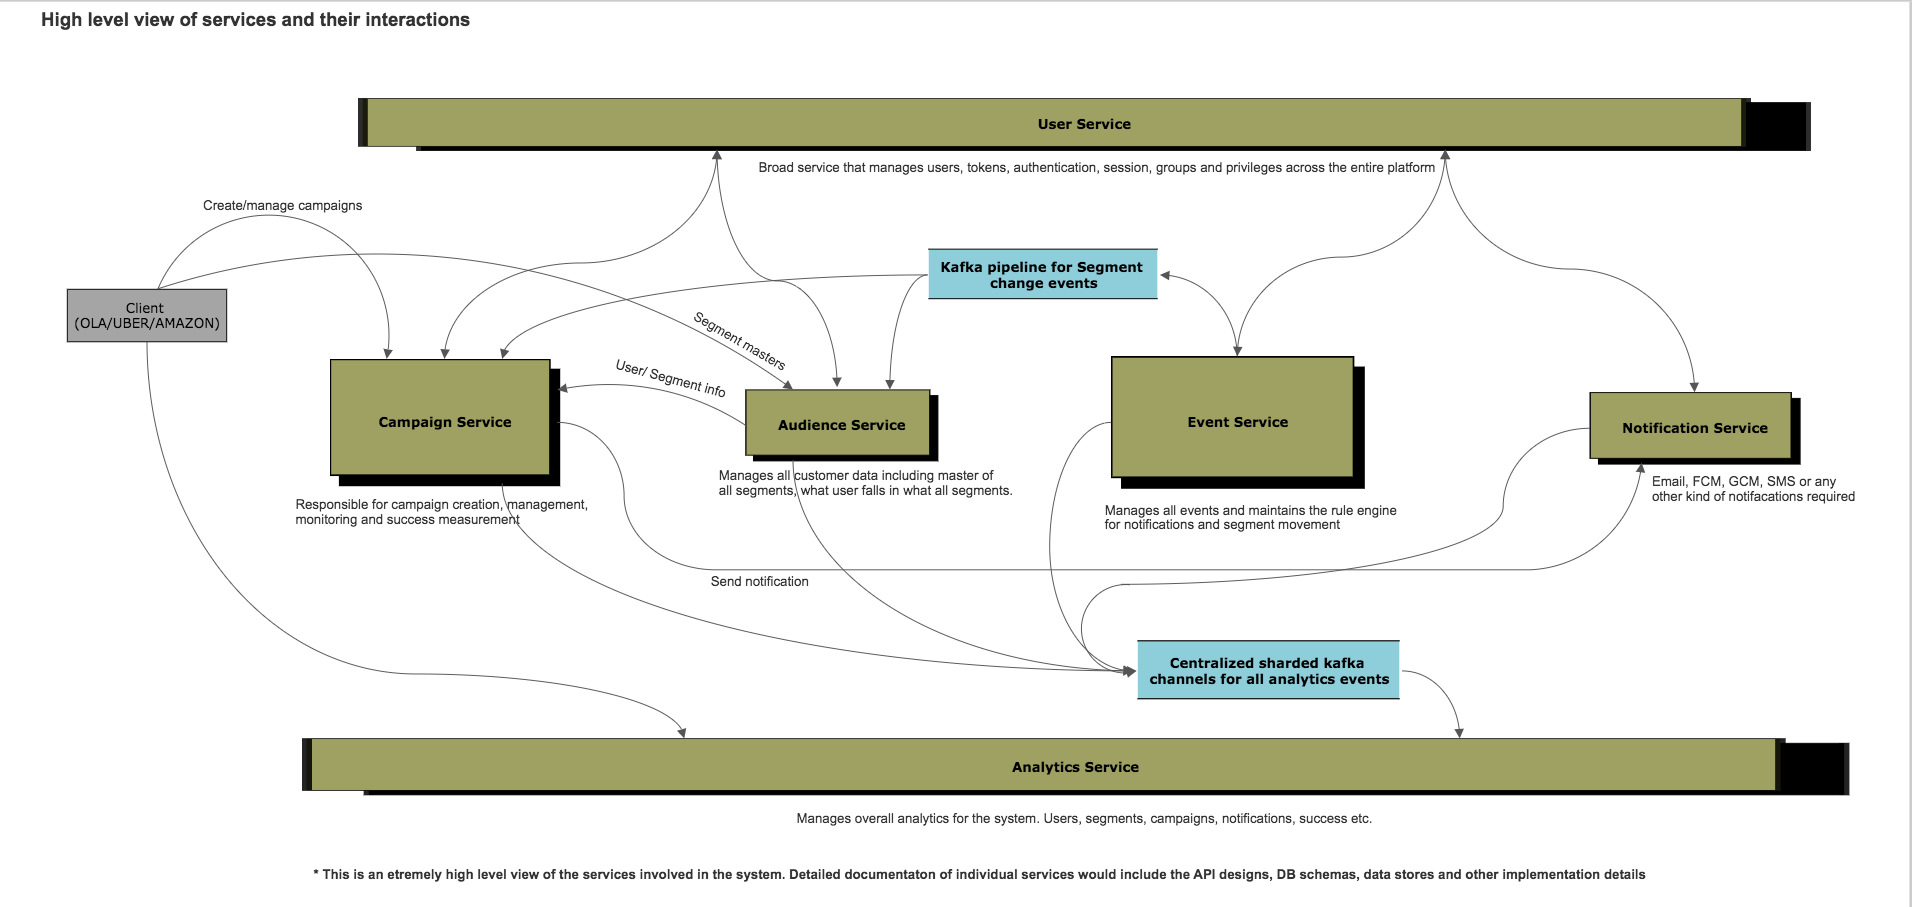 High level view of services and their interactions
User Service
Broad service that manages users, tokens, authentication, session, groups and privileges across the entire platform
Create/manage campaigns
Kafka pipeline for Segment
change events
Client
(OLA/UBER/AMAZON)
Segment masters
User/ Segment info
Campaign Service
Audience Service
Event Service
Notification Service
Manages all customer data including master of
all segments, what user falls in what all segments.
Email, FCM, GCM, SMS or any
other kind of notifacations required
Responsible for campaign creation, management,
monitoring and success measurement
Manages all events and maintains the rule engine
for notifications and segment movement
Send notification
Centralized sharded kafka
channels for all analytics events
Analytics Service
Manages overall analytics for the system. Users, segments, campaigns, notifications, success etc.
* This is an etremely high level view of the services involved in the system. Detailed documentaton of individual services would include the API designs, DB schemas, data stores and other implementation details